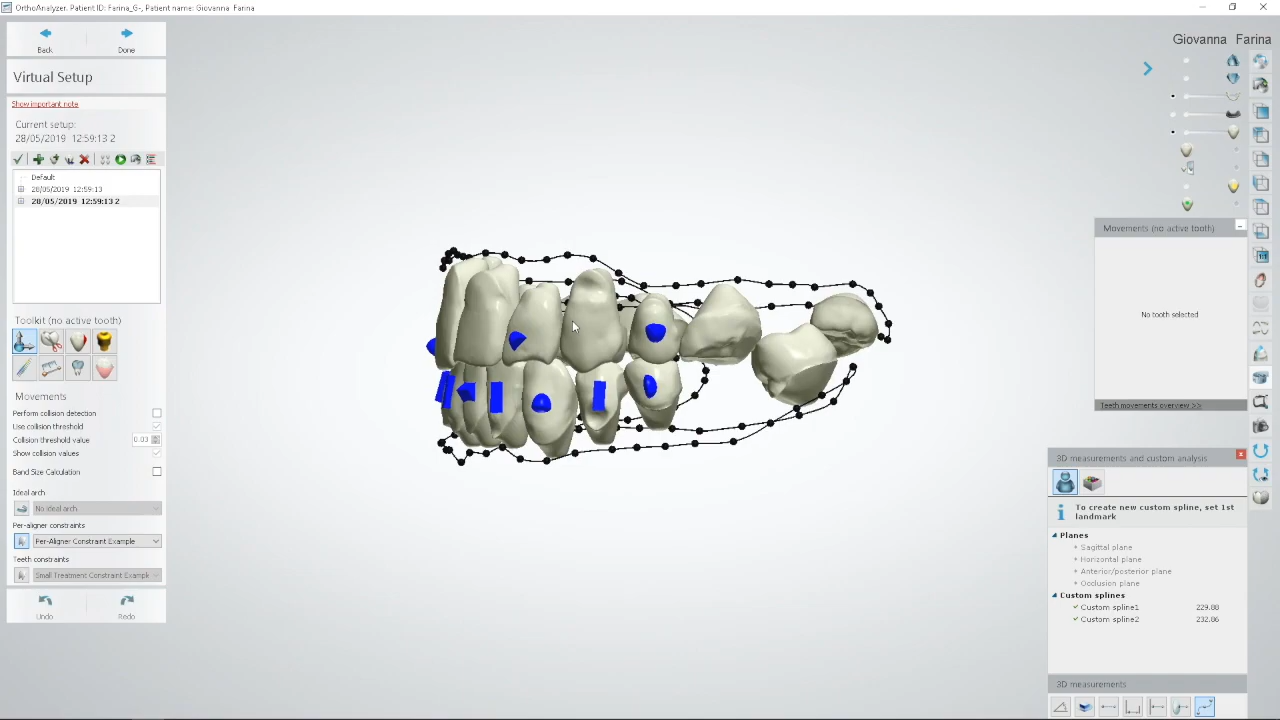 OrthoAnalyzer. Patient ID: Farina_G-, Patient name: Giovanna Farina
Giovanna Farina
Back
Done
Virtual Setup
Show important note
Current setup:
28/05/2019 12:59:13 2
Default
28/05/2019 12:59:13
28/05/2019 12:59:13 2
Toolkit (no active tooth)
Movements
Perform collision detection
Use collision threshold
Collision threshold value 0.03
Show collision values
Band Size Calculation
Ideal arch
No ideal arch
Per-aligner constraints
Per-Aligner Constraint Example
Teeth constraints
Small Treatment Constraint Exampl
Undo
Redo
Movements (no active tooth)
No tooth selected
Teeth movements overview >>
3D measurements and custom analysis
To create new custom spline, set 1st
landmark
Planes
Sagittal plane
Horizontal plane
Anterior/posterior plane
Occlusion plane
Custom splines
Custom spline1 229.88
Custom spline2 232.86
3D measurements